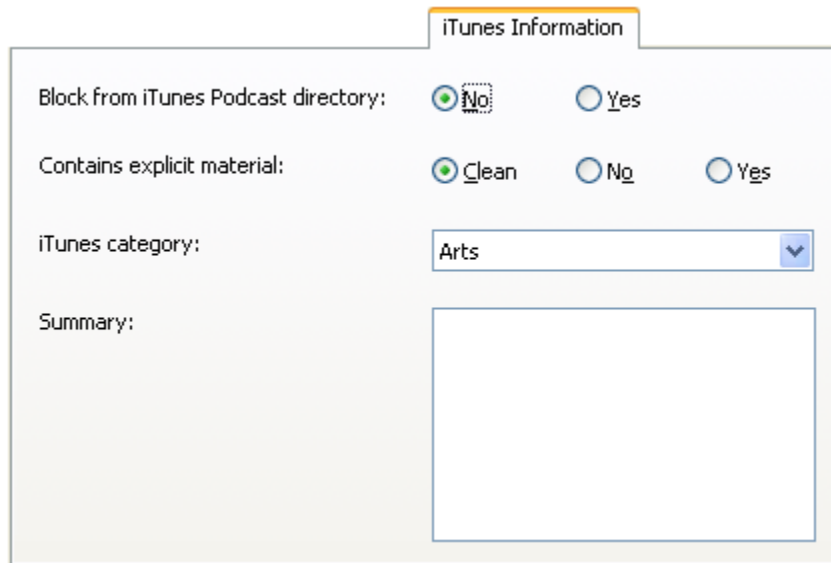 iTunes Information
Block from iTunes Podcast directory: No Yes
Contains explicit material: Clean No Yes
iTunes category: Arts
Summary: